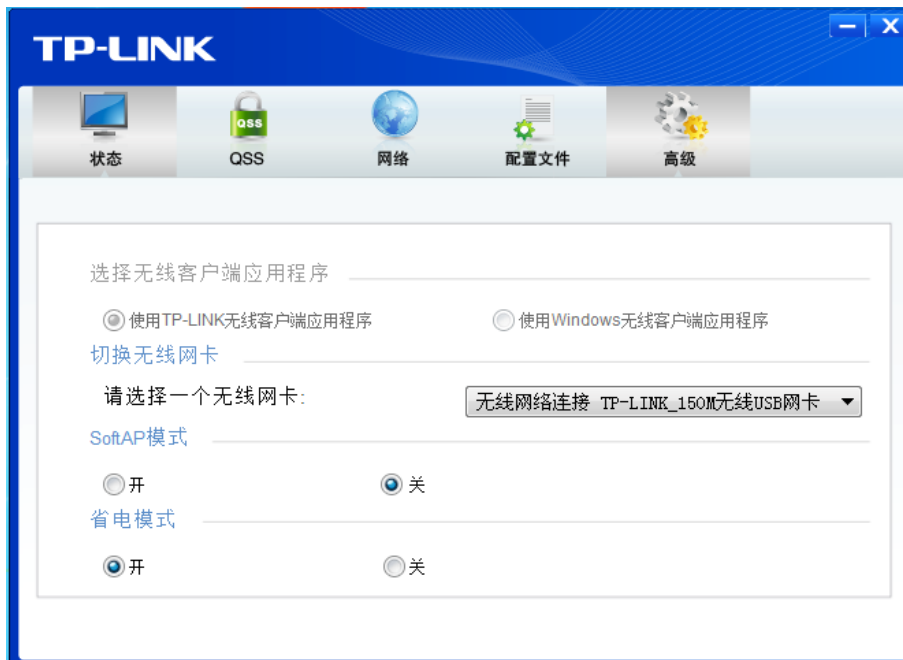 TP-LINK
QSS
状态 QSS 网络 配置文件 高级
选择无线客户端应用程序
使用TP-LINK无线客户端应用程序 使用Windows无线客户端应用程序
切换无线网卡
请选择一个无线网卡: 无线网络连接 TP-LINK_150M无线USB网卡
SoftAP模式
开 关
省电模式
开 关